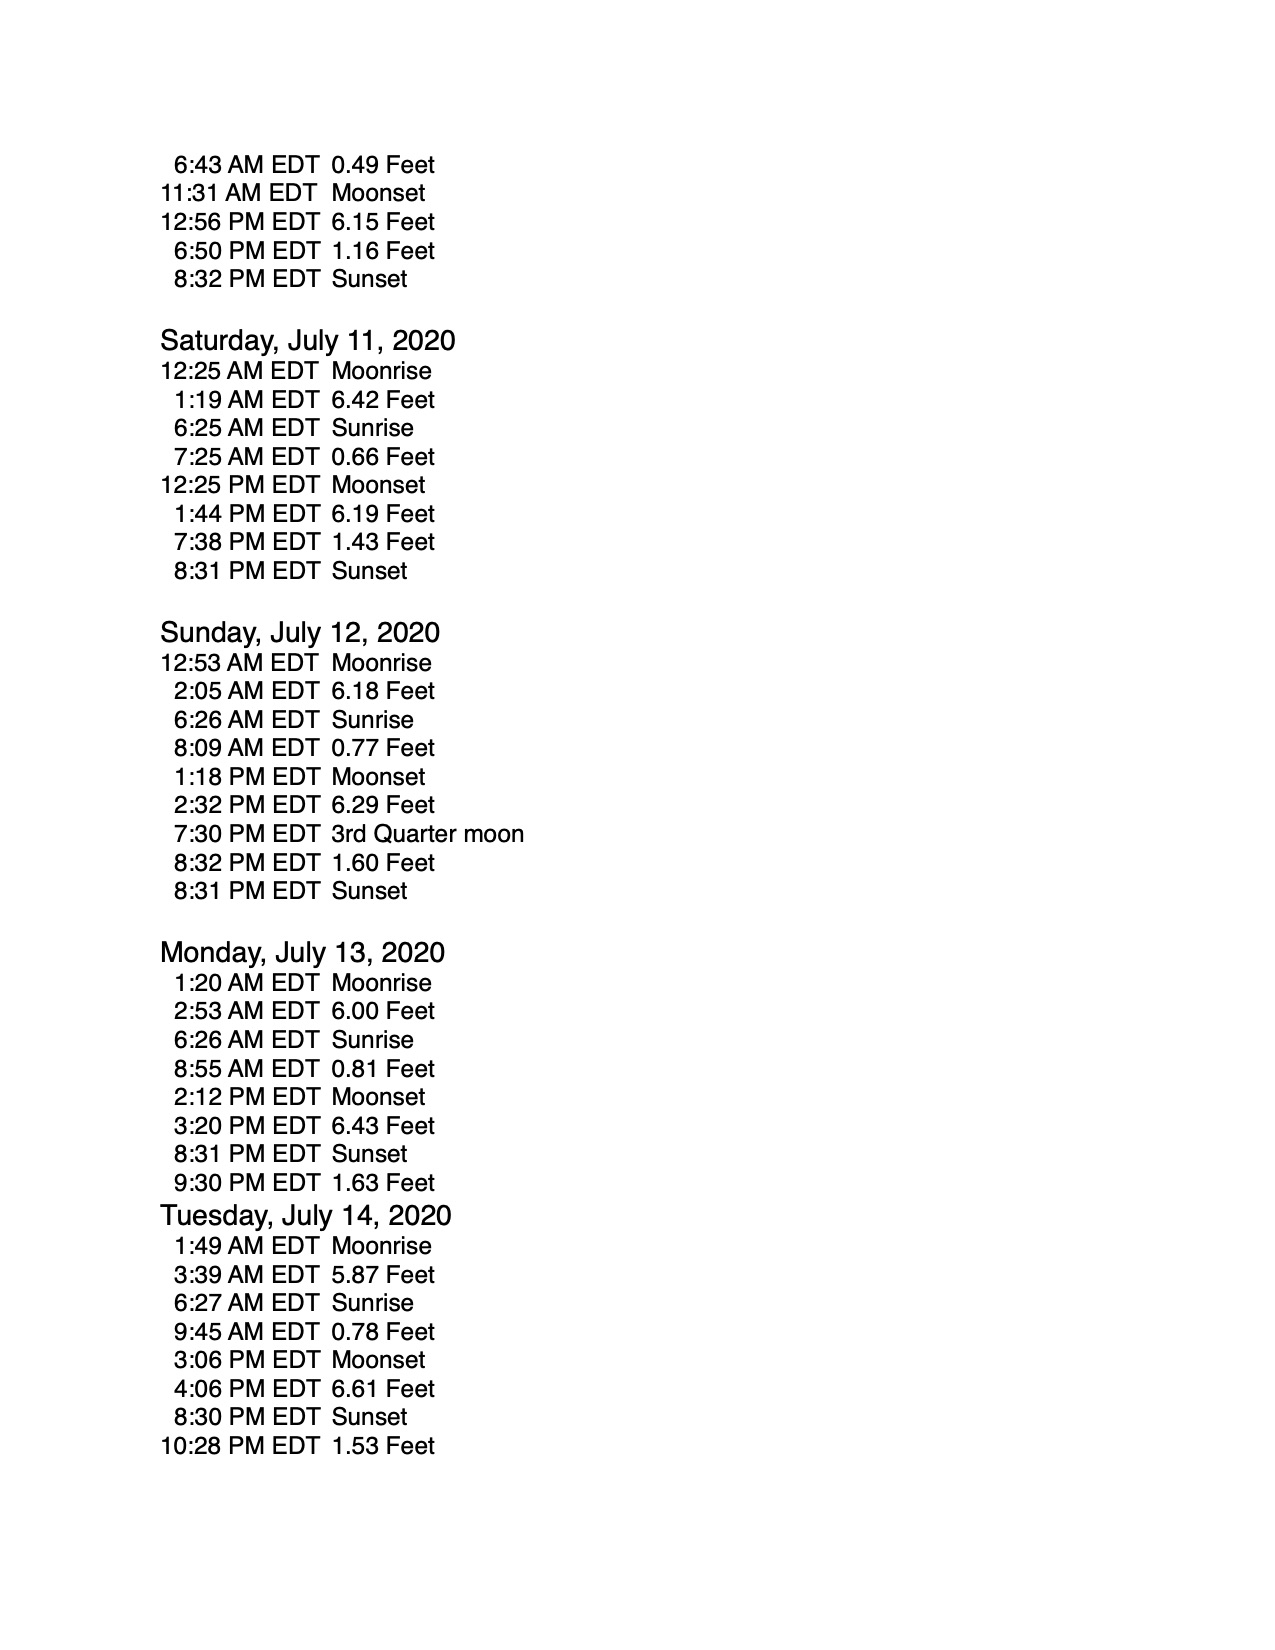 6:43 AM EDT 0.49 Feet
11:31 AM EDT Moonset
12:56 PM EDT 6.15 Feet
6:50 PM EDT 1.16 Feet
8:32 PM EDT Sunset
Saturday, July 11, 2020
12:25 AM EDT Moonrise
1:19 AM EDT 6.42 Feet
6:25 AM EDT Sunrise
7:25 AM EDT 0.66 Feet
12:25 PM EDT Moonset
1:44 PM EDT 6.19 Feet
7:38 PM EDT 1.43 Feet
8:31 PM EDT Sunset
Sunday, July 12, 2020
12:53 AM EDT Moonrise
2:05 AM EDT 6.18 Feet
6:26 AM EDT Sunrise
8:09 AM EDT 0.77 Feet
1:18 PM EDT Moonset
2:32 PM EDT 6.29 Feet
7:30 PM EDT 3rd Quarter moon
8:32 PM EDT 1.60 Feet
8:31 PM EDT Sunset
Monday, July 13, 2020
1:20 AM EDT Moonrise
2:53 AM EDT 6.00 Feet
6:26 AM EDT Sunrise
8:55 AM EDT 0.81 Feet
2:12 PM EDT Moonset
3:20 PM EDT 6.43 Feet
8:31 PM EDT Sunset
9:30 PM EDT 1.63 Feet
Tuesday, July 14, 2020
1:49 AM EDT Moonrise
3:39 AM EDT 5.87 Feet
6:27 AM EDT Sunrise
9:45 AM EDT 0.78 Feet
3:06 PM EDT Moonset
4:06 PM EDT 6.61 Feet
8:30 PM EDT Sunset
10:28 PM EDT 1.53 Feet